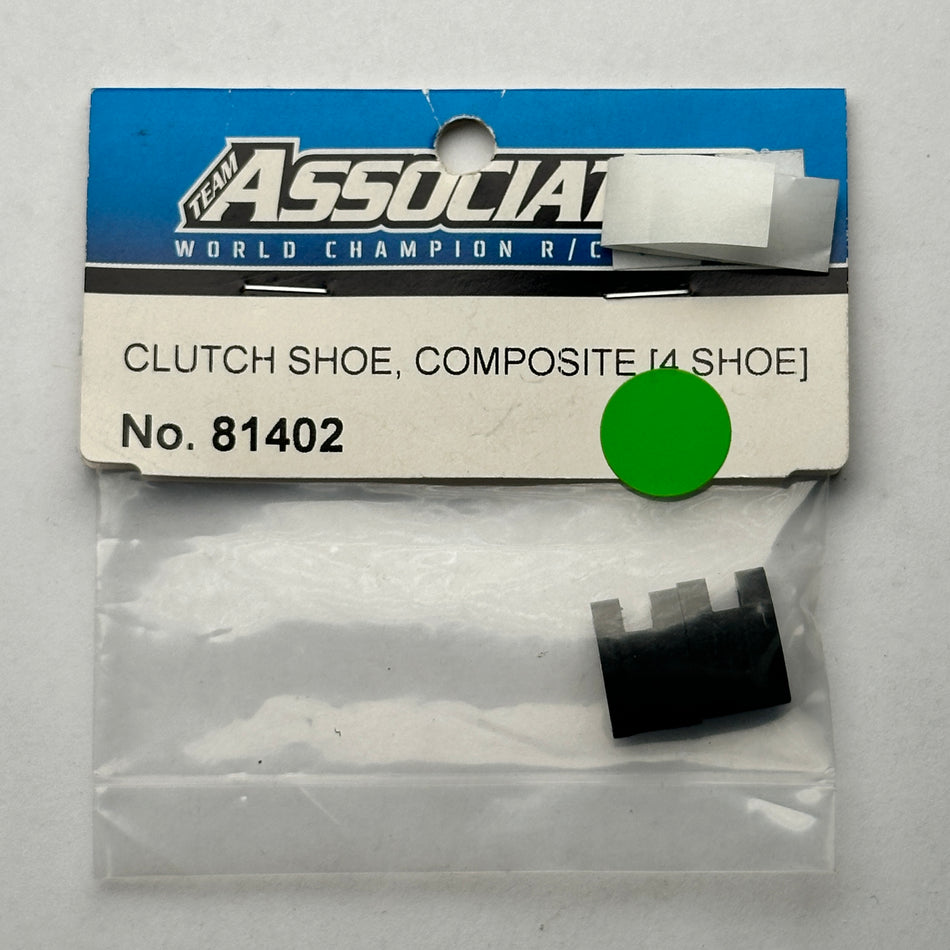 TEAM
ASSOCIAT
WORLD CHAMPION R/C
CLUTCH SHOE, COMPOSITE [4 SHOE]
No. 81402